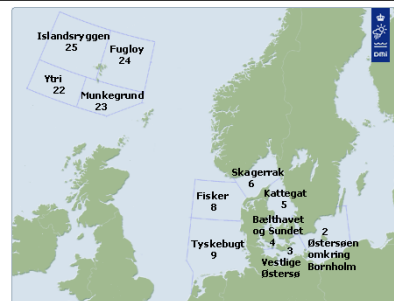 Islandsryggen
25
Fugloy
24
Ytri
22
Munkegrund
23
Skagerrak
6
Fisker
8
Kattegat
5
Bælthavet
og Sundet
4
Tyskebugt
9
3
Vestlige
Østersø
2
Østersøen
omkring
Bornholm
DMI